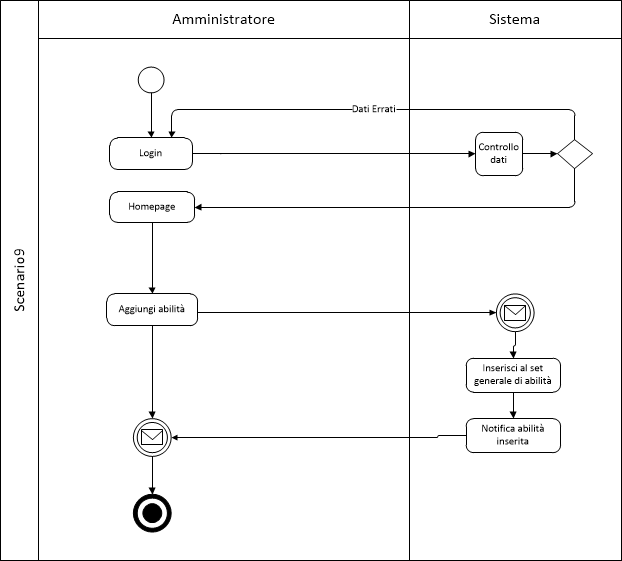 Amministratore
Sistema
Scenario9
Dati Errati
Login
Controllo
dati
Homepage
Aggiungi abilità
Inserisci al set
generale di abilità
Notifica abilità
inserita